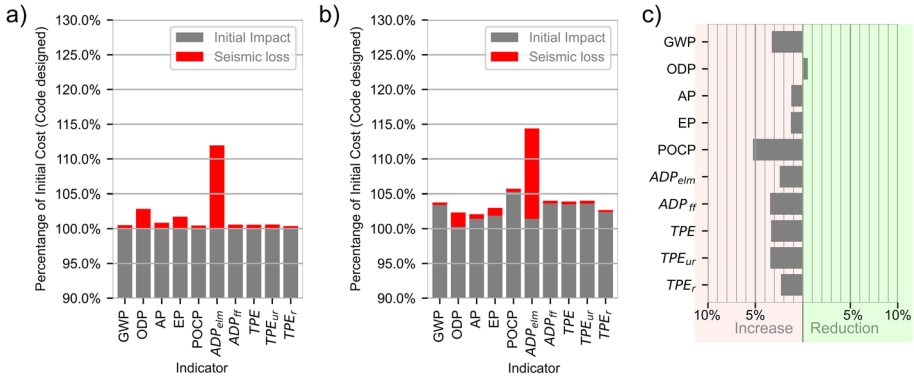 a)
Percentange of Initial Cost (Code designed)
130.0%
125.0%
120.0%
115.0%
110.0%
105.0%
100.0%
95.0%
90.0%
Initial Impact
Seismic loss
GWP
ODP
AP
EP
POCP
ADPelm
ADPff
TPE
TPEur
TPEr
Indicator
b)
Percentange of Initial Cost (Code designed)
130.0%
125.0%
120.0%
115.0%
110.0%
105.0%
100.0%
95.0%
90.0%
Initial Impact
Seismic loss
GWP
ODP
AP
EP
POCP
ADPelm
ADPff
TPE
TPEur
TPEr
Indicator
c)
GWP
ODP
AP
EP
POCP
ADPelm
ADPff
TPE
TPEur
TPEr
10% 5% 5% 10%
Increase Reduction